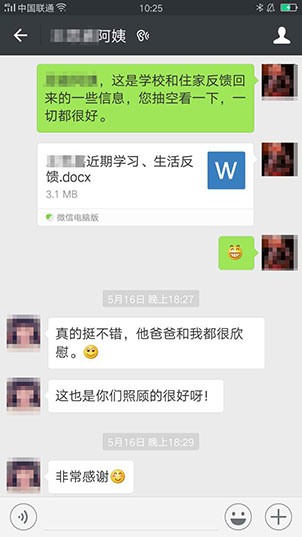 中国联通
10:25
阿姨
，这是学校和住家反馈回
来的一些信息，您抽空看一下，一
切都很好。
近期学习、生活反
馈.docx
W
3.1 MB
微信电脑版
5月16日 晚上18:27
真的挺不错，他爸爸和我都很欣
慰。
这也是你们照顾的很好呀！
5月16日 晚上18:29
非常感谢